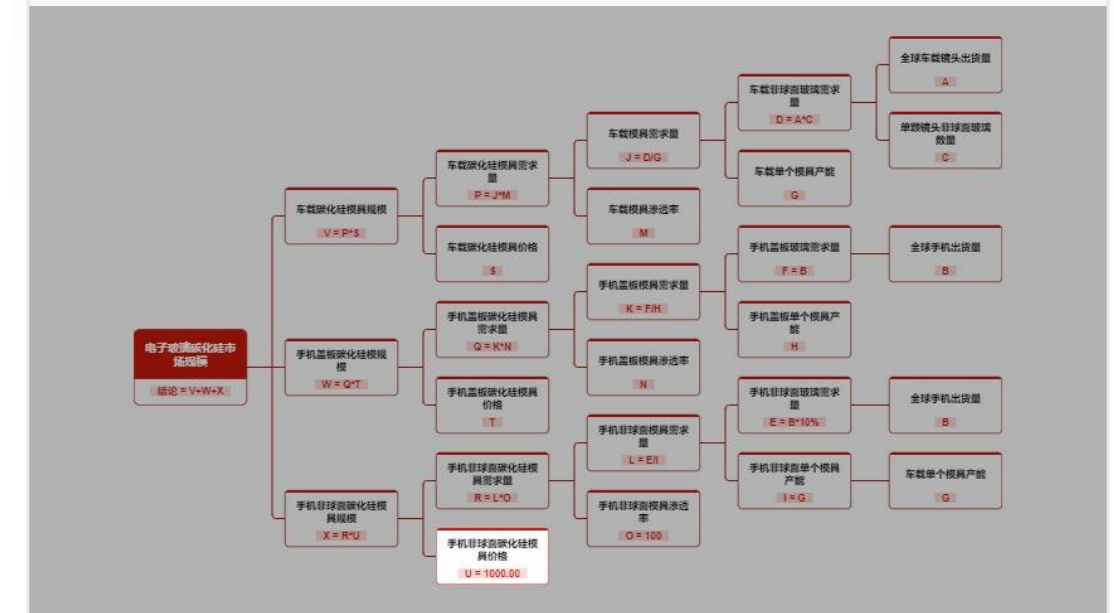 全球车载镜头出货量
A
车载非球面玻璃需求
量
D = A*C
车载模具需求量
J = D/G
单颗镜头非球面玻璃
数量
C
车载碳化硅模具需求
量
P = J*M
车载单个模具产能
G
车载碳化硅模具规模
V = P*S
车载模具渗透率
M
车载碳化硅模具价格
S
手机盖板玻璃需求量
F = B
全球手机出货量
B
手机盖板模具需求量
K = F/H
手机盖板碳化硅模具
需求量
Q = K*N
手机盖板单个模具产
能
H
电子玻璃碳化硅市
场规模
结论 = V+W+X
手机盖板碳化硅模规
模
W = Q*T
手机盖板模具渗透率
N
手机盖板碳化硅模具
价格
T
手机非球面玻璃需求
量
E = B*10%
全球手机出货量
B
手机非球面模具需求
量
L = E/I
手机非球面碳化硅模
具需求量
R = L*O
手机非球面单个模具
产能
I = G
车载单个模具产能
G
手机非球面碳化硅模
具规模
X = R*U
手机非球面模具渗透
率
O = 100
手机非球面碳化硅模
具价格
U = 1000.00